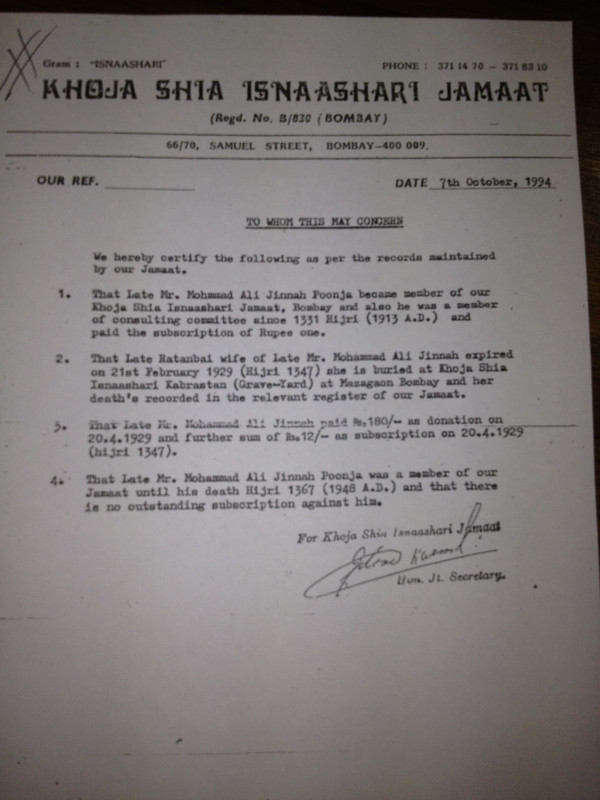 Gram : "ISNAASHARI" PHONE : 371 14 70 – 371 83 10
KHOJA SHIA ISNAASHARI JAMAAT
(Regd. No. B/820 (BOMBAY)
66/70, SAMUEL STREET, BOMBAY–400 009.
OUR REF. DATE 7th October, 1994
TO WHOM THIS MAY CONCERN
We hereby certify the following as per the records maintained
by our Jamaat.
1. That Late Mr. Mohammad Ali Jinnah Poonja became member of our
Khoja Shia Isnaashari Jamaat, Bombay and also he was a member
of consulting committee since 1331 Hijri (1913 A.D.) and
paid the subscription of Rupee one.
2. That Late Ratanbai wife of Late Mr. Mohammad Ali Jinnah expired
on 21st February 1929 (Hijri 1347) she is buried at Khoja Shia
Isnaashari Kabrastan (Grave-Yard) at Mazagaon Bombay and her
death's recorded in the relevant register of our Jamaat.
3. That Late Mr. Mohammad Ali Jinnah paid Rs.180/- as donation on
20.4.1929 and further sum of Rs.12/- as subscription on 20.4.1929
(hijri 1347).
4. That Late Mr. Mohammad Ali Jinnah Poonja was a member of our
Jamaat until his death Hijri 1367 (1948 A.D.) and that there
is no outstanding subscription against him.
For Khoja Shia Isnaashari Jamaat
Hon. Jt. Secretary.